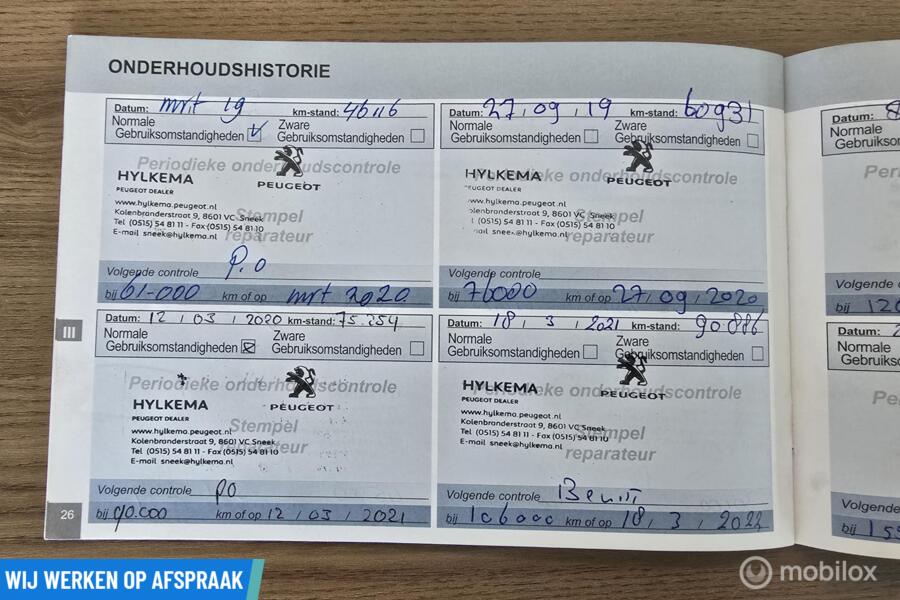 ONDERHOUDSHISTORIE
Datum: mrt 19 km-stand: 46116
Normale Gebruiksomstandigheden Zware Gebruiksomstandigheden
Periodieke onderhoudscontrole
HYLKEMA PEUGEOT
PEUGEOT DEALER
www.hylkema.peugeot.nl
Kolenbranderstraat 9, 8601 VC Sneek
Tel (0515) 54 81 11 - Fax (0515) 54 81 10
E-mail sneek@hylkema.nl
Stempel
reparateur
Volgende controle P.O
bij 61-000 km of op mrt 2020
Datum: 27/09/19 km-stand: 60931
Normale Gebruiksomstandigheden Zware Gebruiksomstandigheden
Periodieke onderhoudscontrole
HYLKEMA PEUGEOT
PEUGEOT DEALER
www.hylkema.peugeot.nl
Kolenbranderstraat 9, 8601 VC Sneek
Tel (0515) 54 81 11 - Fax (0515) 54 81 10
E-mail sneek@hylkema.nl
Stempel
reparateur
Volgende controle
bij 76000 km of op 27/09/2020
Datum: 12/03/2020 km-stand: 75.254
Normale Gebruiksomstandigheden Zware Gebruiksomstandigheden
Periodieke onderhoudscontrole
HYLKEMA PEUGEOT
PEUGEOT DEALER
www.hylkema.peugeot.nl
Kolenbranderstraat 9, 8601 VC Sneek
Tel (0515) 54 81 11 - Fax (0515) 54 81 10
E-mail sneek@hylkema.nl
Stempel
reparateur
Volgende controle PO
bij 90.000 km of op 12/03/2021
Datum: 18/3/2021 km-stand: 90886
Normale Gebruiksomstandigheden Zware Gebruiksomstandigheden
Periodieke onderhoudscontrole
HYLKEMA PEUGEOT
PEUGEOT DEALER
www.hylkema.peugeot.nl
Kolenbranderstraat 9, 8601 VC Sneek
Tel (0515) 54 81 11 - Fax (0515) 54 81 10
E-mail sneek@hylkema.nl
Stempel
reparateur
Volgende controle
bij 106000 km of op 18/3/2022
III
26
Datum:
Normale
Gebruiksom
Volgende
bij 120
Datum:
Normale
Gebruiksom
Volgende
bij
WIJ WERKEN OP AFSPRAAK
mobilox